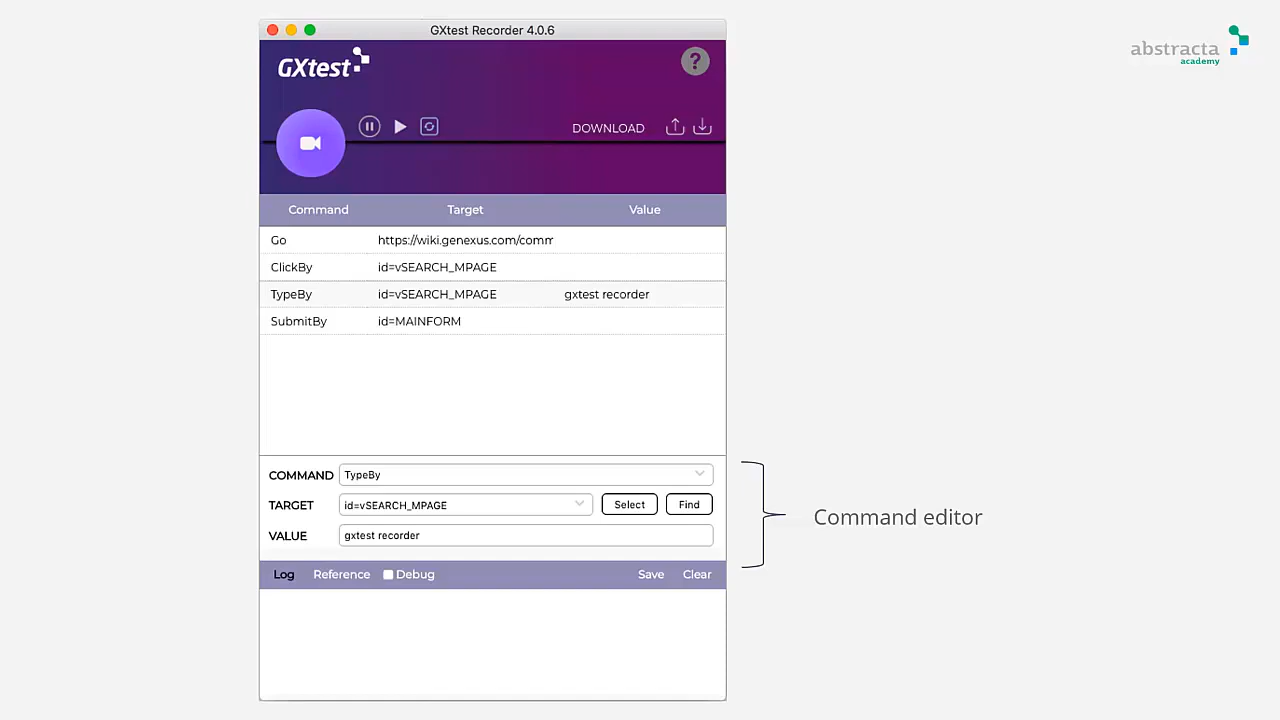 GXtest Recorder 4.0.6
abstracta
academy
GXtest
?
DOWNLOAD
Command Target Value
Go https://wiki.genexus.com/comm
ClickBy id=vSEARCH_MPAGE
TypeBy id=vSEARCH_MPAGE gxtest recorder
SubmitBy id=MAINFORM
COMMAND TypeBy
TARGET id=vSEARCH_MPAGE Select Find
VALUE gxtest recorder
Command editor
Log Reference Debug Save Clear